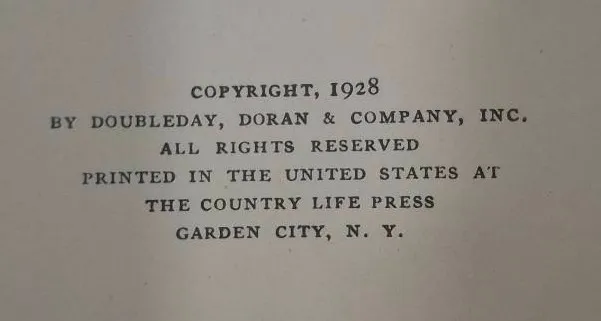 COPYRIGHT, 1928
BY DOUBLEDAY, DORAN & COMPANY, INC.
ALL RIGHTS RESERVED
PRINTED IN THE UNITED STATES AT
THE COUNTRY LIFE PRESS
GARDEN CITY, N. Y.